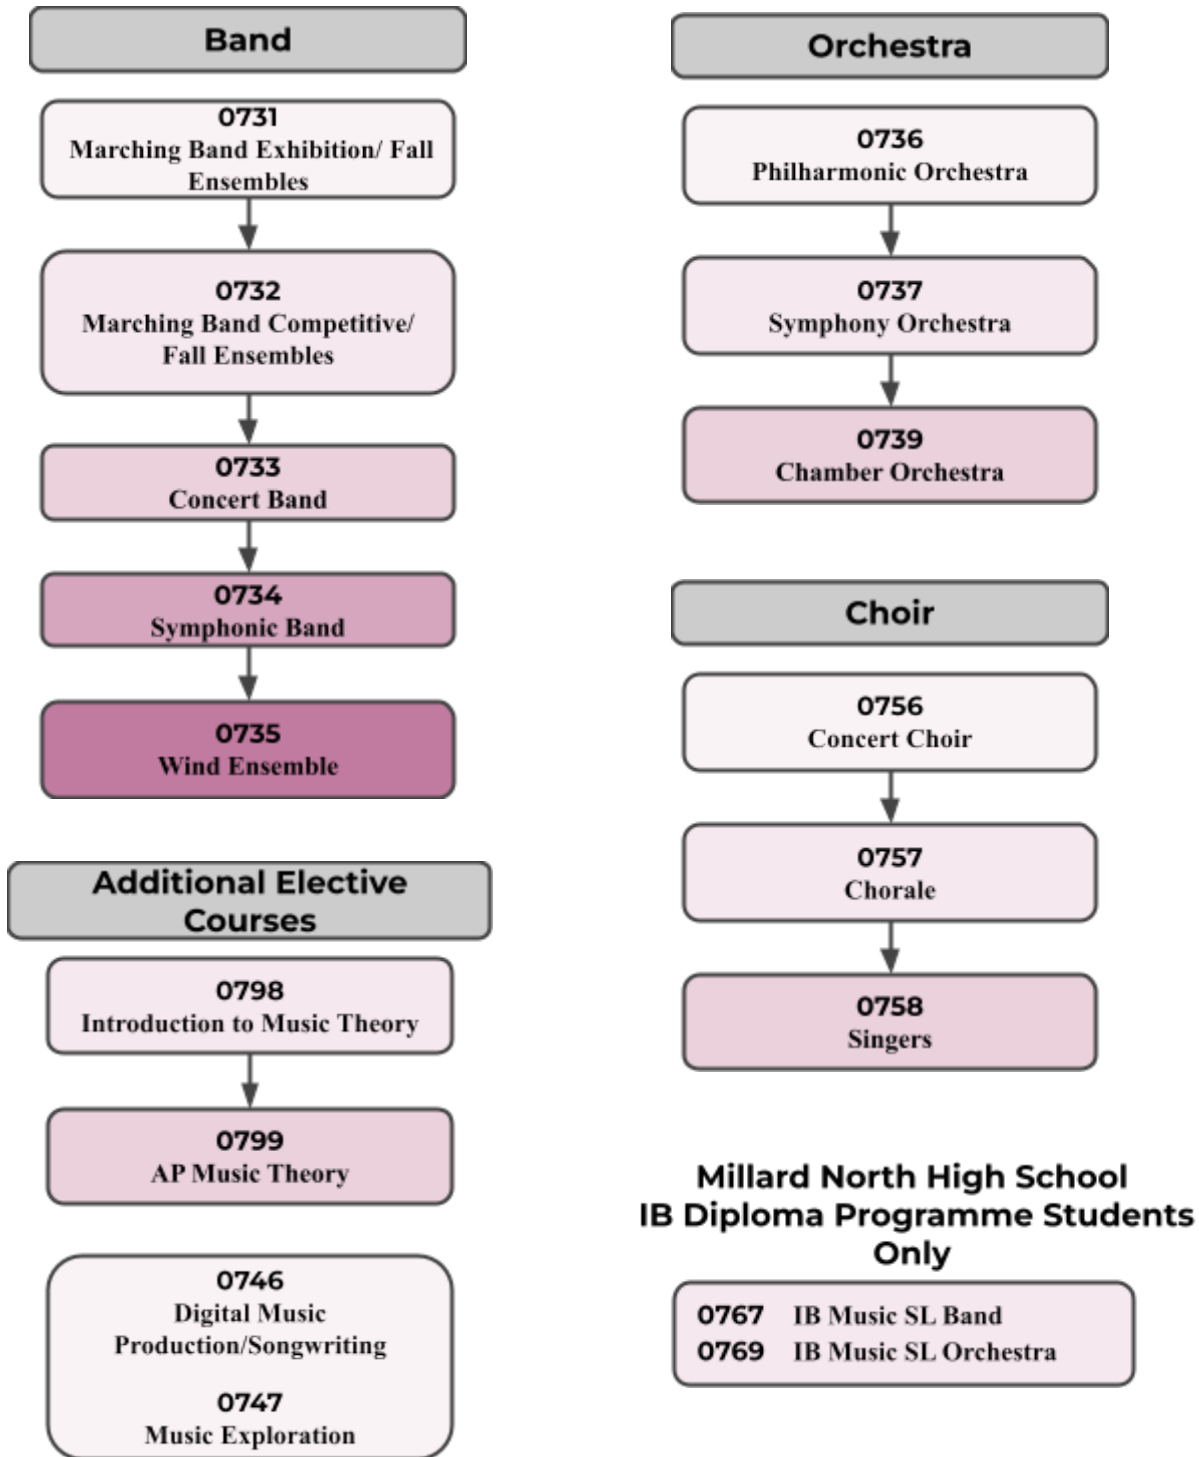 Band
0731
Marching Band Exhibition/ Fall
Ensembles
0732
Marching Band Competitive/
Fall Ensembles
0733
Concert Band
0734
Symphonic Band
0735
Wind Ensemble
Additional Elective
Courses
0798
Introduction to Music Theory
0799
AP Music Theory
0746
Digital Music
Production/Songwriting
0747
Music Exploration
Orchestra
0736
Philharmonic Orchestra
0737
Symphony Orchestra
0739
Chamber Orchestra
Choir
0756
Concert Choir
0757
Chorale
0758
Singers
Millard North High School
IB Diploma Programme Students
Only
0767 IB Music SL Band
0769 IB Music SL Orchestra